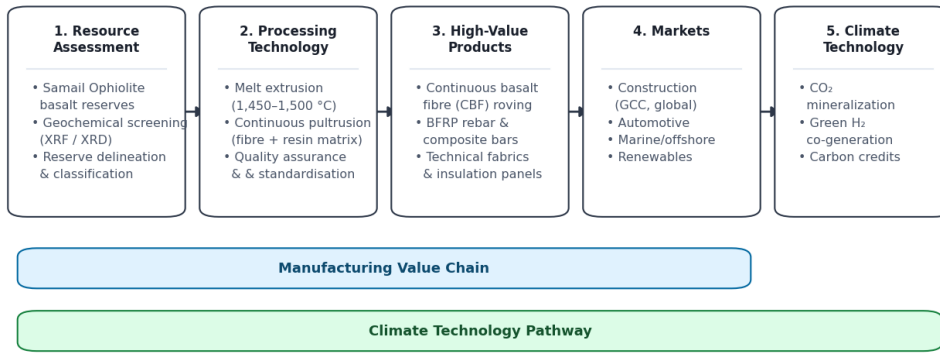 1. Resource
Assessment
• Samail Ophiolite
basalt reserves
• Geochemical screening
(XRF / XRD)
• Reserve delineation
& classification
2. Processing
Technology
• Melt extrusion
(1,450–1,500 °C)
• Continuous pultrusion
(fibre + resin matrix)
• Quality assurance
& & standardisation
3. High-Value
Products
• Continuous basalt
fibre (CBF) roving
• BFRP rebar &
composite bars
• Technical fabrics
& insulation panels
4. Markets
• Construction
(GCC, global)
• Automotive
• Marine/offshore
• Renewables
5. Climate
Technology
• CO₂
mineralization
• Green H₂
co-generation
• Carbon credits
Manufacturing Value Chain
Climate Technology Pathway